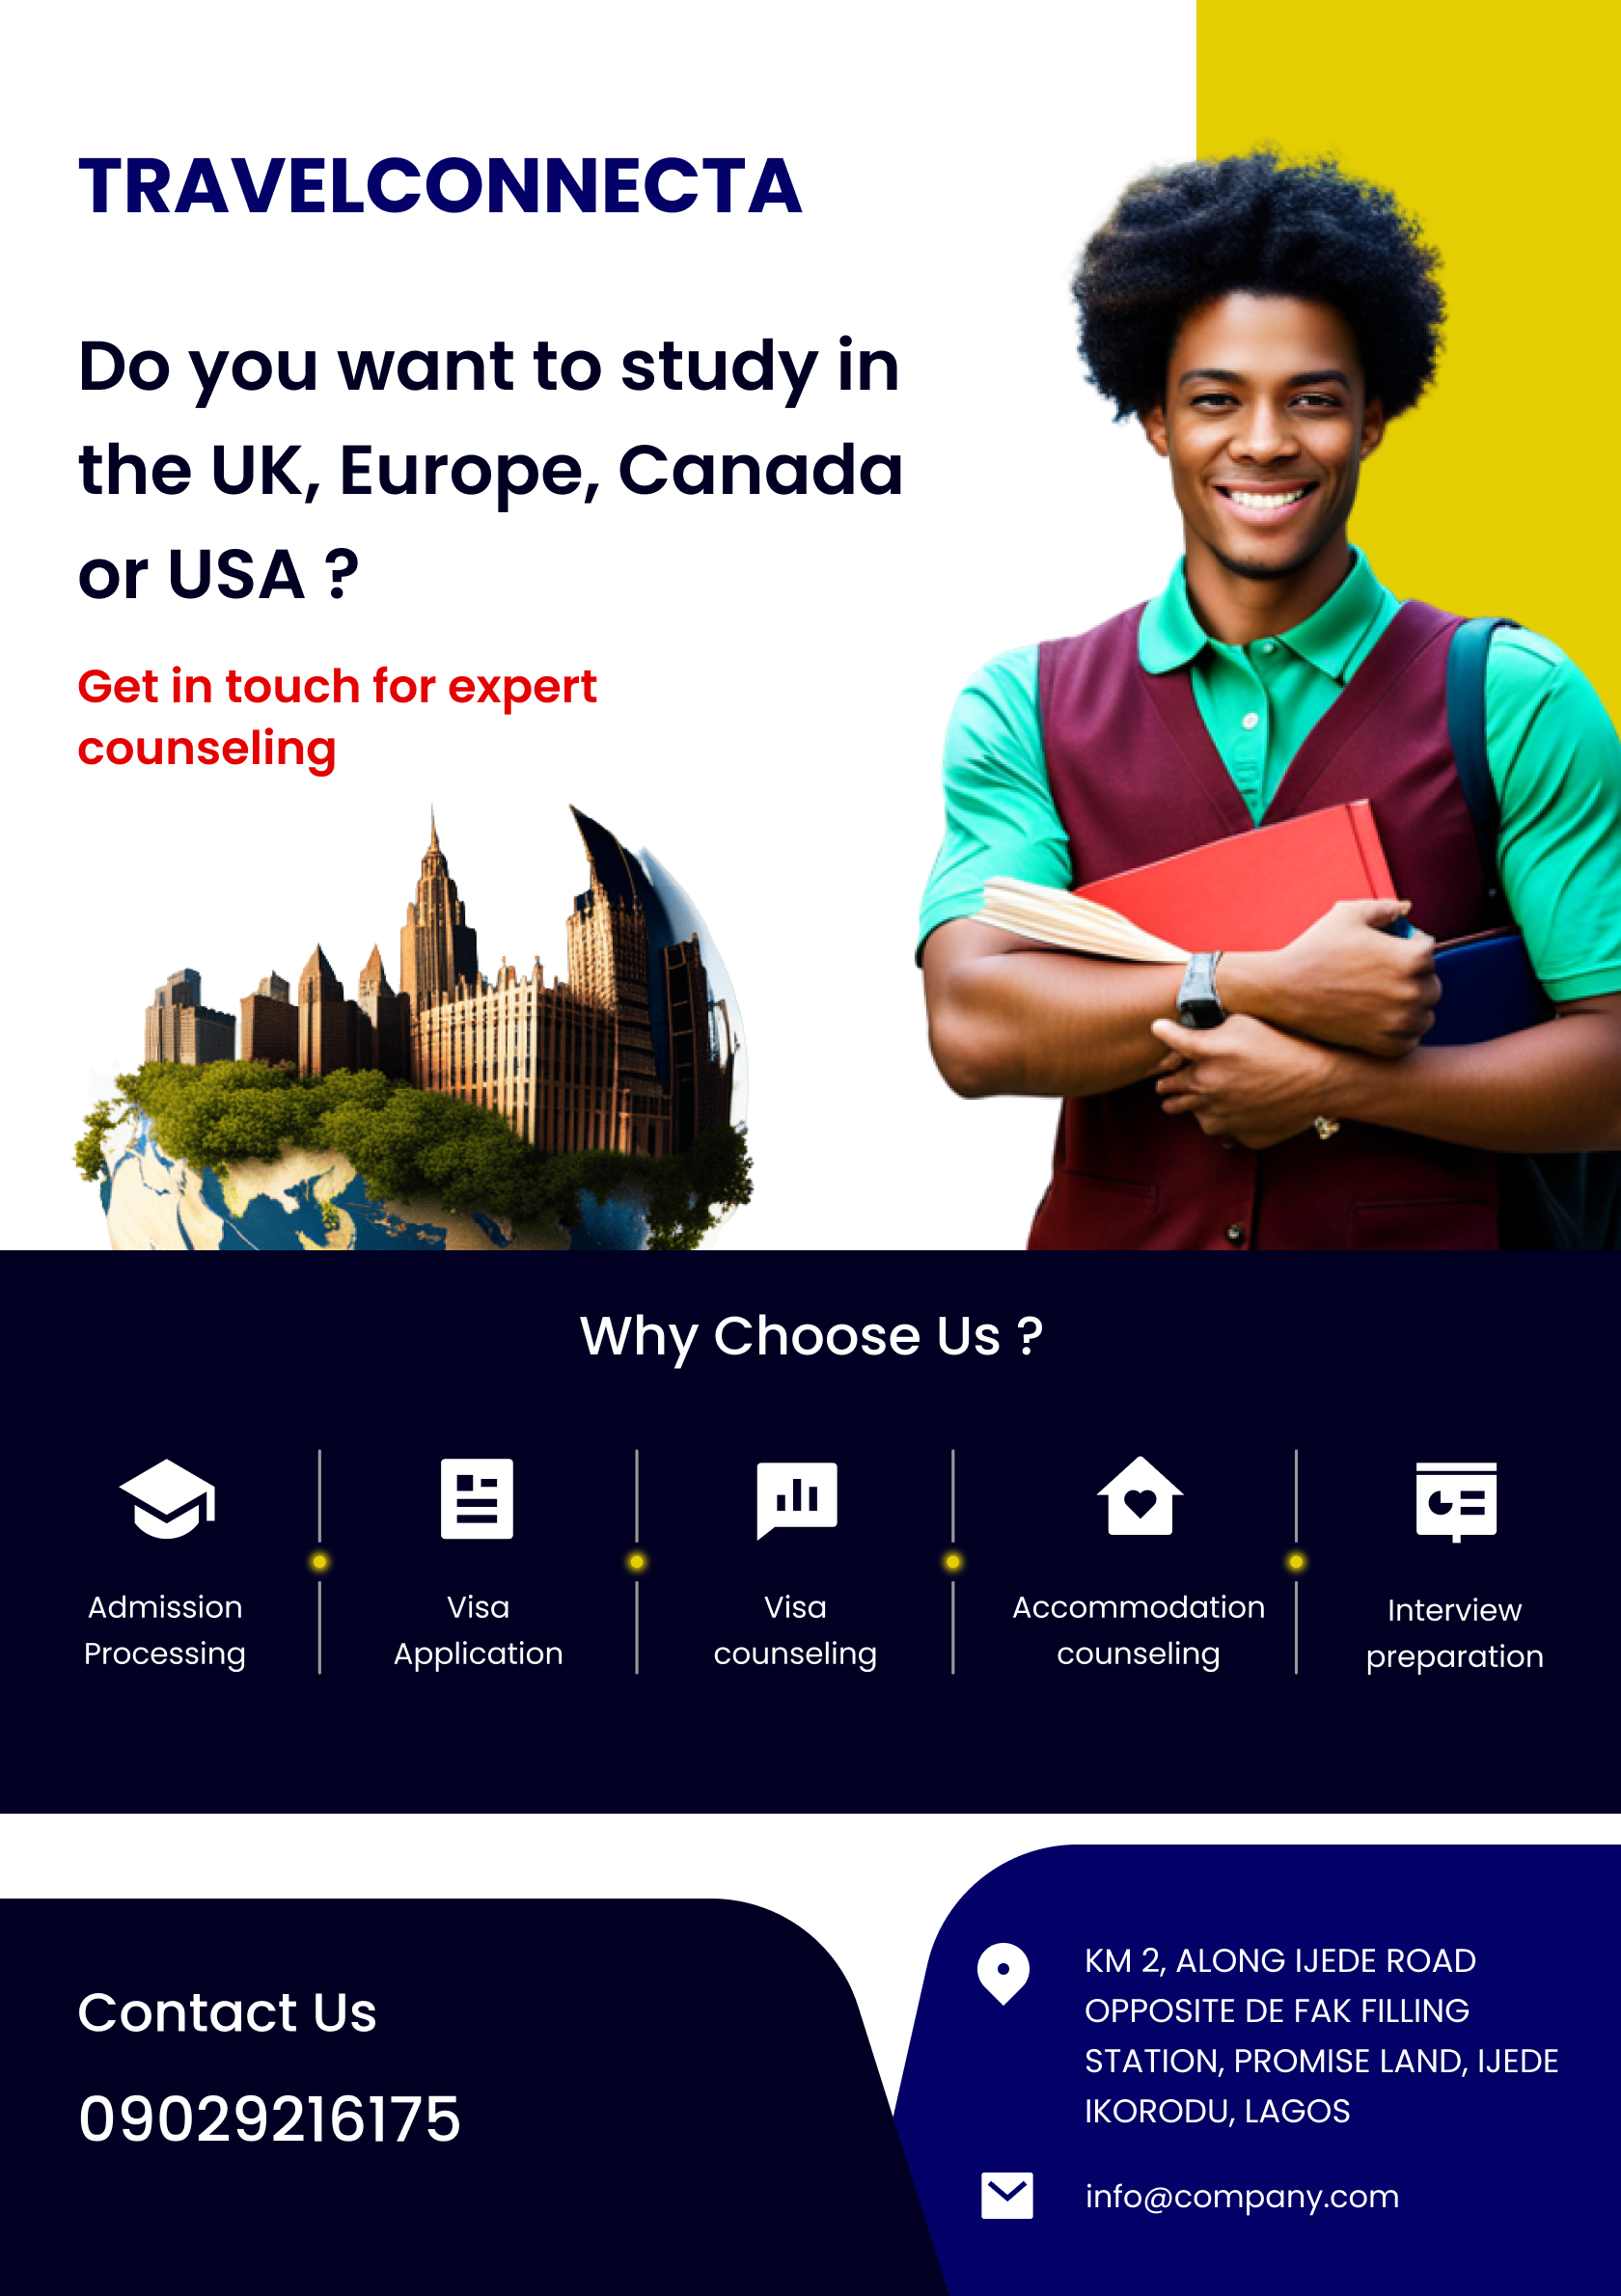 TRAVELCONNECTA
Do you want to study in
the UK, Europe, Canada
or USA ?
Get in touch for expert
counseling
Why Choose Us ?
Admission
Processing
Visa
Application
Visa
counseling
Accommodation
counseling
Interview
preparation
Contact Us
09029216175
KM 2, ALONG IJEDE ROAD
OPPOSITE DE FAK FILLING
STATION, PROMISE LAND, IJEDE
IKORODU, LAGOS
info@company.com